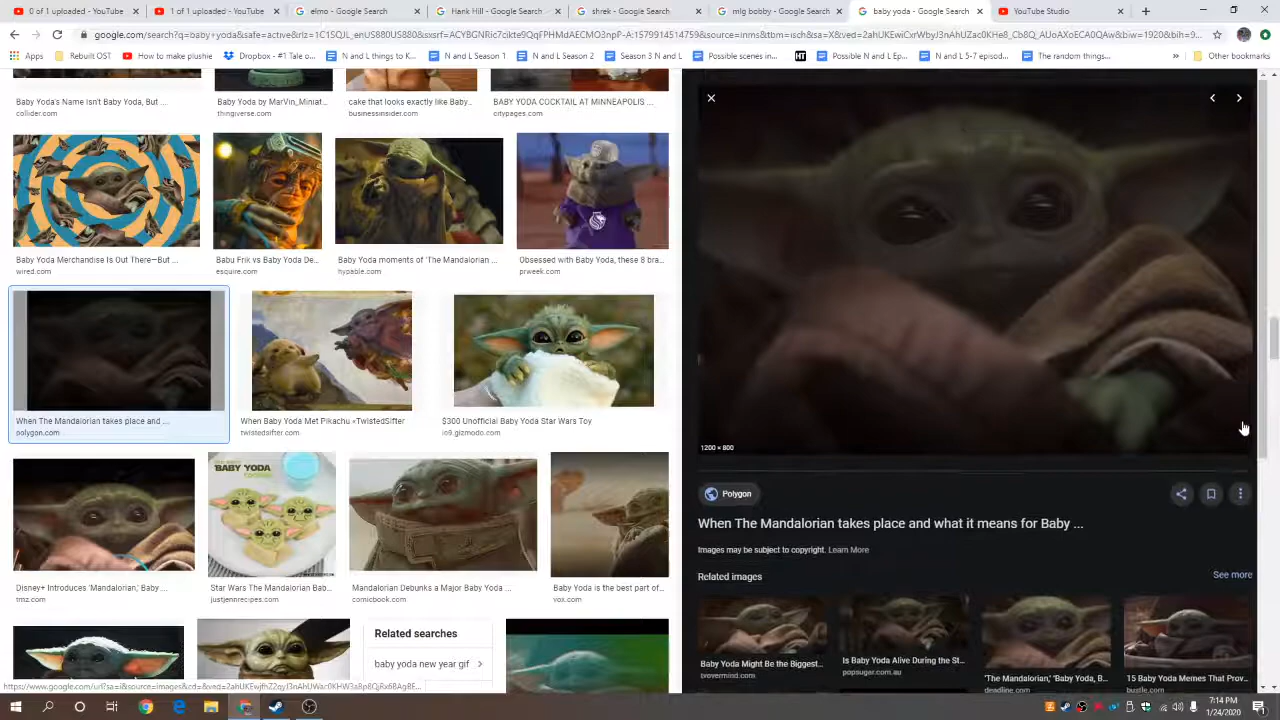 0 of 1 uploaded - YouTube
0 of 1 uploaded - YouTube
elmo - Google Search
Hank Hill - Google Search
shrek - Google Search
mlg bobby - Google Search
baby yoda - Google Search
YouTube Studio
Apps
YouTube
How to make plushie
Dropbox - #1 Tale o...
N and L Season 1
N and L Season 2
Season 3 N and L
Possible scenes in...
HT
Possible N and L Ep...
N and L 5-7 episod...
The random things...
Other bookmarks
Baby Yoda's Name Isn't Baby Yoda, But ...
collider.com
Baby Yoda by MarVin_Miniat...
thingiverse.com
cake that looks exactly like Baby...
businessinsider.com
BABY YODA COCKTAIL AT MINNEAPOLIS ...
citypages.com
Baby Yoda Merchandise Is Out There—But ...
wired.com
Babu Frik vs Baby Yoda De...
esquire.com
Baby Yoda moments of 'The Mandalorian ...
hypable.com
Obsessed with Baby Yoda, these 8 bra...
prweek.com
When The Mandalorian takes place and ...
polygon.com
When Baby Yoda Met Pikachu «TwistedSifter
twistedsifter.com
$300 Unofficial Baby Yoda Star Wars Toy
io9.gizmodo.com
BABY YODA
Disney+ Introduces 'Mandalorian,' Baby ...
tmz.com
Star Wars The Mandalorian Bab...
justjennrecipes.com
Mandalorian Debunks a Major Baby Yoda ...
comicbook.com
Baby Yoda is the best part of...
vox.com
Related searches
baby yoda new year gif
1200 × 800
Polygon
When The Mandalorian takes place and what it means for Baby ...
Images may be subject to copyright. Learn More
Related images
See more
Baby Yoda Might Be the Biggest...
tvovermind.com
Is Baby Yoda Alive During the St...
popsugar.com.au
'The Mandalorian,' 'Baby Yoda, B...
deadline.com
15 Baby Yoda Memes That Prov...
bustle.com
7:14 PM
1/24/2020